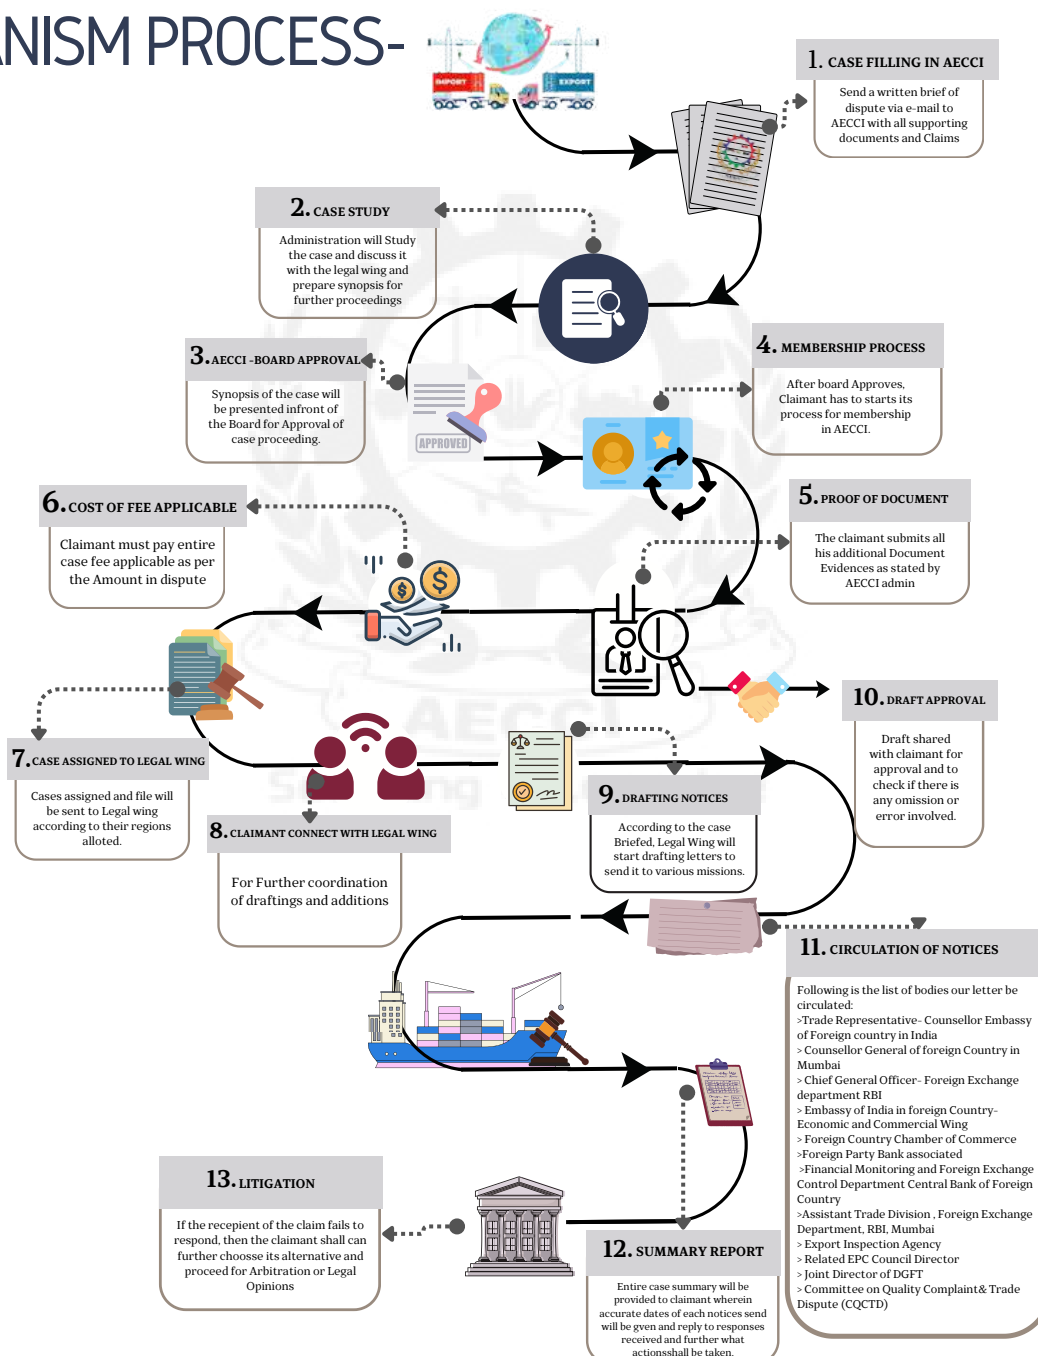 ANISM PROCESS-
IMPORT
EXPORT
1. CASE FILLING IN AECCI
Send a written brief of
dispute via e-mail to
AECCI with all supporting
documents and Claims
2. CASE STUDY
Administration will Study
the case and discuss it
with the legal wing and
prepare synopsis for
further proceedings
3. AECCI -BOARD APPROVAL
Synopsis of the case will
be presented infront of
the Board for Approval of
case proceeding.
APPROVED
4. MEMBERSHIP PROCESS
After board Approves,
Claimant has to starts its
process for membership
in AECCI.
5. PROOF OF DOCUMENT
The claimant submits all
his additional Document
Evidences as stated by
AECCI admin
6. COST OF FEE APPLICABLE
Claimant must pay entire
case fee applicable as per
the Amount in dispute
7. CASE ASSIGNED TO LEGAL WING
Cases assigned and file will
be sent to Legal wing
according to their regions
alloted.
8. CLAIMANT CONNECT WITH LEGAL WING
For Further coordination
of draftings and additions
9. DRAFTING NOTICES
According to the case
Briefed, Legal Wing will
start drafting letters to
send it to various missions.
10. DRAFT APPROVAL
Draft shared
with claimant for
approval and to
check if there is
any omission or
error involved.
AECCI
11. CIRCULATION OF NOTICES
Following is the list of bodies our letter be
circulated:
>Trade Representative- Counsellor Embassy
of Foreign country in India
> Counsellor General of foreign Country in
Mumbai
> Chief General Officer- Foreign Exchange
department RBI
> Embassy of India in foreign Country-
Economic and Commercial Wing
> Foreign Country Chamber of Commerce
>Foreign Party Bank associated
>Financial Monitoring and Foreign Exchange
Control Department Central Bank of Foreign
Country
>Assistant Trade Division , Foreign Exchange
Department, RBI, Mumbai
> Export Inspection Agency
> Related EPC Council Director
> Joint Director of DGFT
> Committee on Quality Complaint& Trade
Dispute (CQCTD)
12. SUMMARY REPORT
Entire case summary will be
provided to claimant wherein
accurate dates of each notices send
will be gven and reply to responses
received and further what
actionsshall be taken.
13. LITIGATION
If the recepient of the claim fails to
respond, then the claimant shall can
further choosse its alternative and
proceed for Arbitration or Legal
Opinions